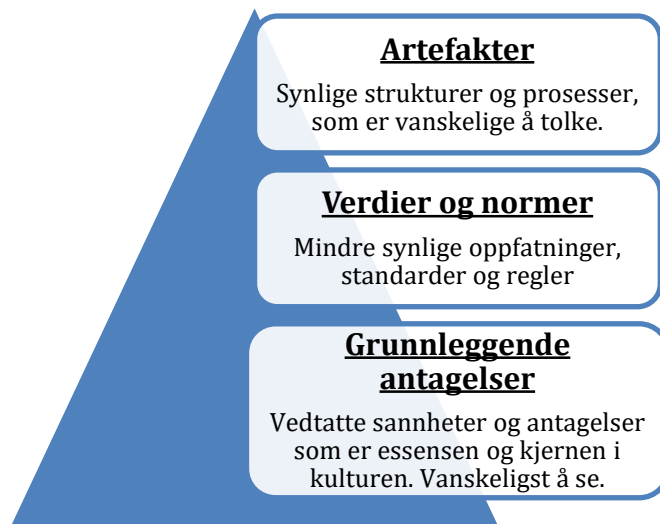 Artefakter
Synlige strukturer og prosesser,
som er vanskelige å tolke.
Verdier og normer
Mindre synlige oppfatninger,
standarder og regler
Grunnleggende
antagelser
Vedtatte sannheter og antagelser
som er essensen og kjernen i
kulturen. Vanskeligst å se.